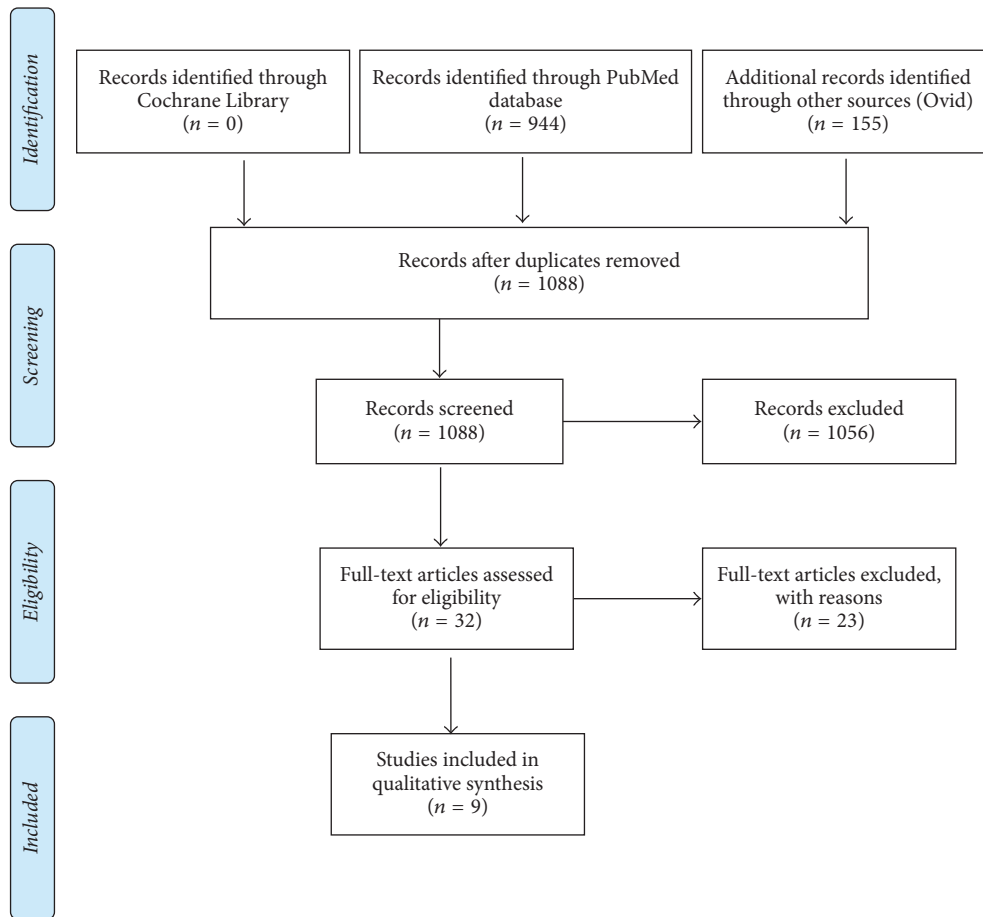 Identification
Records identified through
Cochrane Library
(n = 0)
Records identified through PubMed
database
(n = 944)
Additional records identified
through other sources (Ovid)
(n = 155)
Screening
Records after duplicates removed
(n = 1088)
Records screened
(n = 1088)
Records excluded
(n = 1056)
Eligibility
Full-text articles assessed
for eligibility
(n = 32)
Full-text articles excluded,
with reasons
(n = 23)
Included
Studies included in
qualitative synthesis
(n = 9)